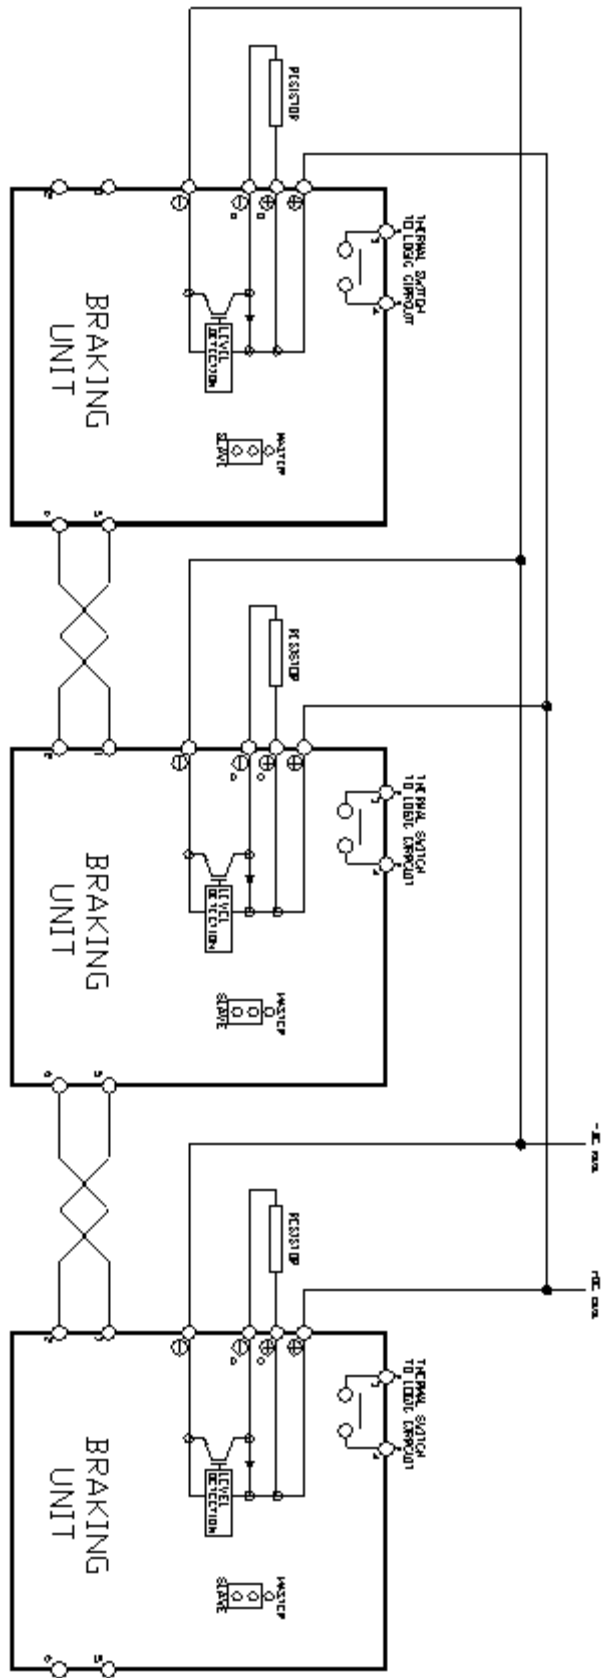 RESISTOR
THERMAL SWITCH
TO LOGIC CIRCUIT
LEVEL
DETECTION
BRAKING
UNIT
MASTER
SLAVE
RESISTOR
THERMAL SWITCH
TO LOGIC CIRCUIT
LEVEL
DETECTION
BRAKING
UNIT
MASTER
SLAVE
RESISTOR
THERMAL SWITCH
TO LOGIC CIRCUIT
LEVEL
DETECTION
BRAKING
UNIT
MASTER
SLAVE